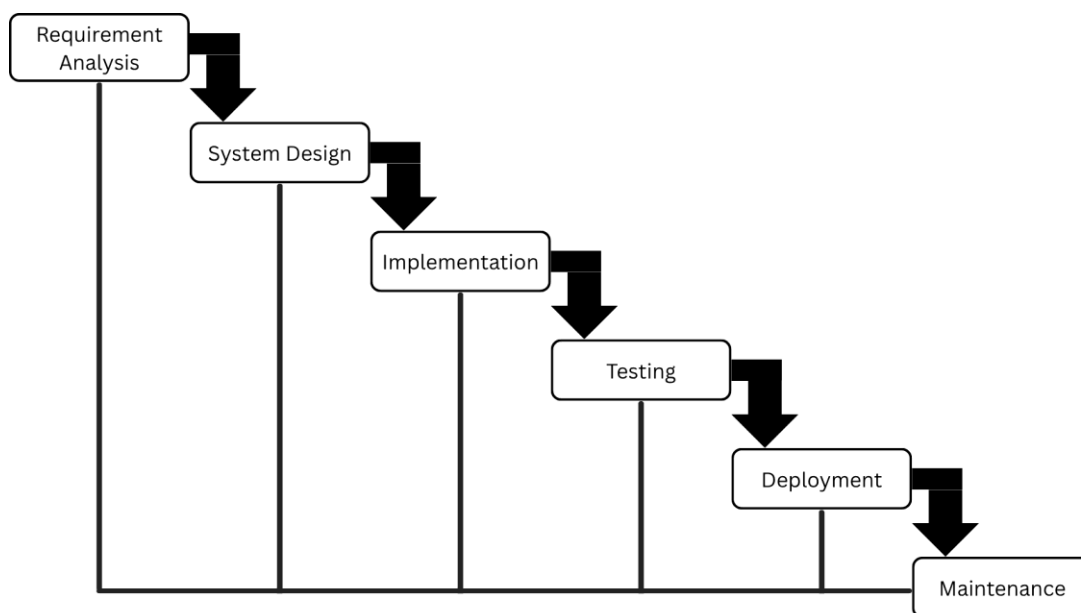 Requirement
Analysis
System Design
Implementation
Testing
Deployment
Maintenance